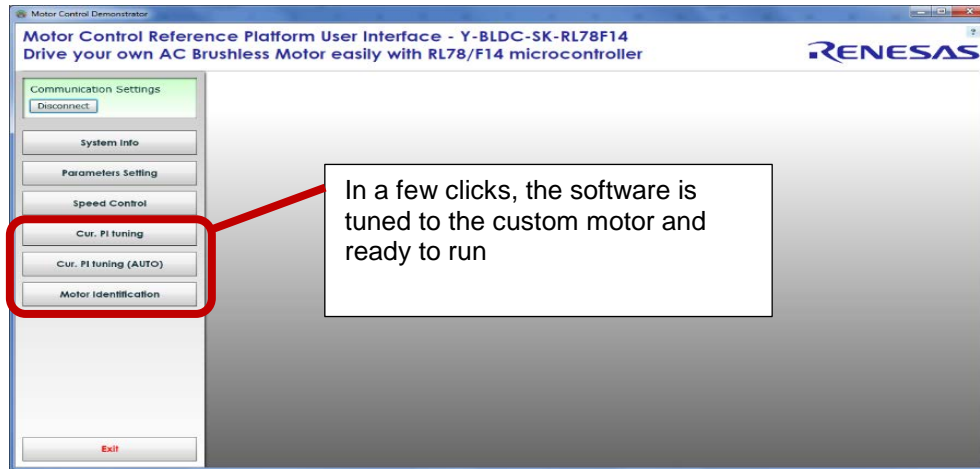 Motor Control Demonstrator
Motor Control Reference Platform User Interface - Y-BLDC-SK-RL78F14
Drive your own AC Brushless Motor easily with RL78/F14 microcontroller
?
RENESAS
Communication Settings
Disconnect
System Info
Parameters Setting
Speed Control
Cur. PI tuning
Cur. PI tuning (AUTO)
Motor Identification
In a few clicks, the software is
tuned to the custom motor and
ready to run
Exit